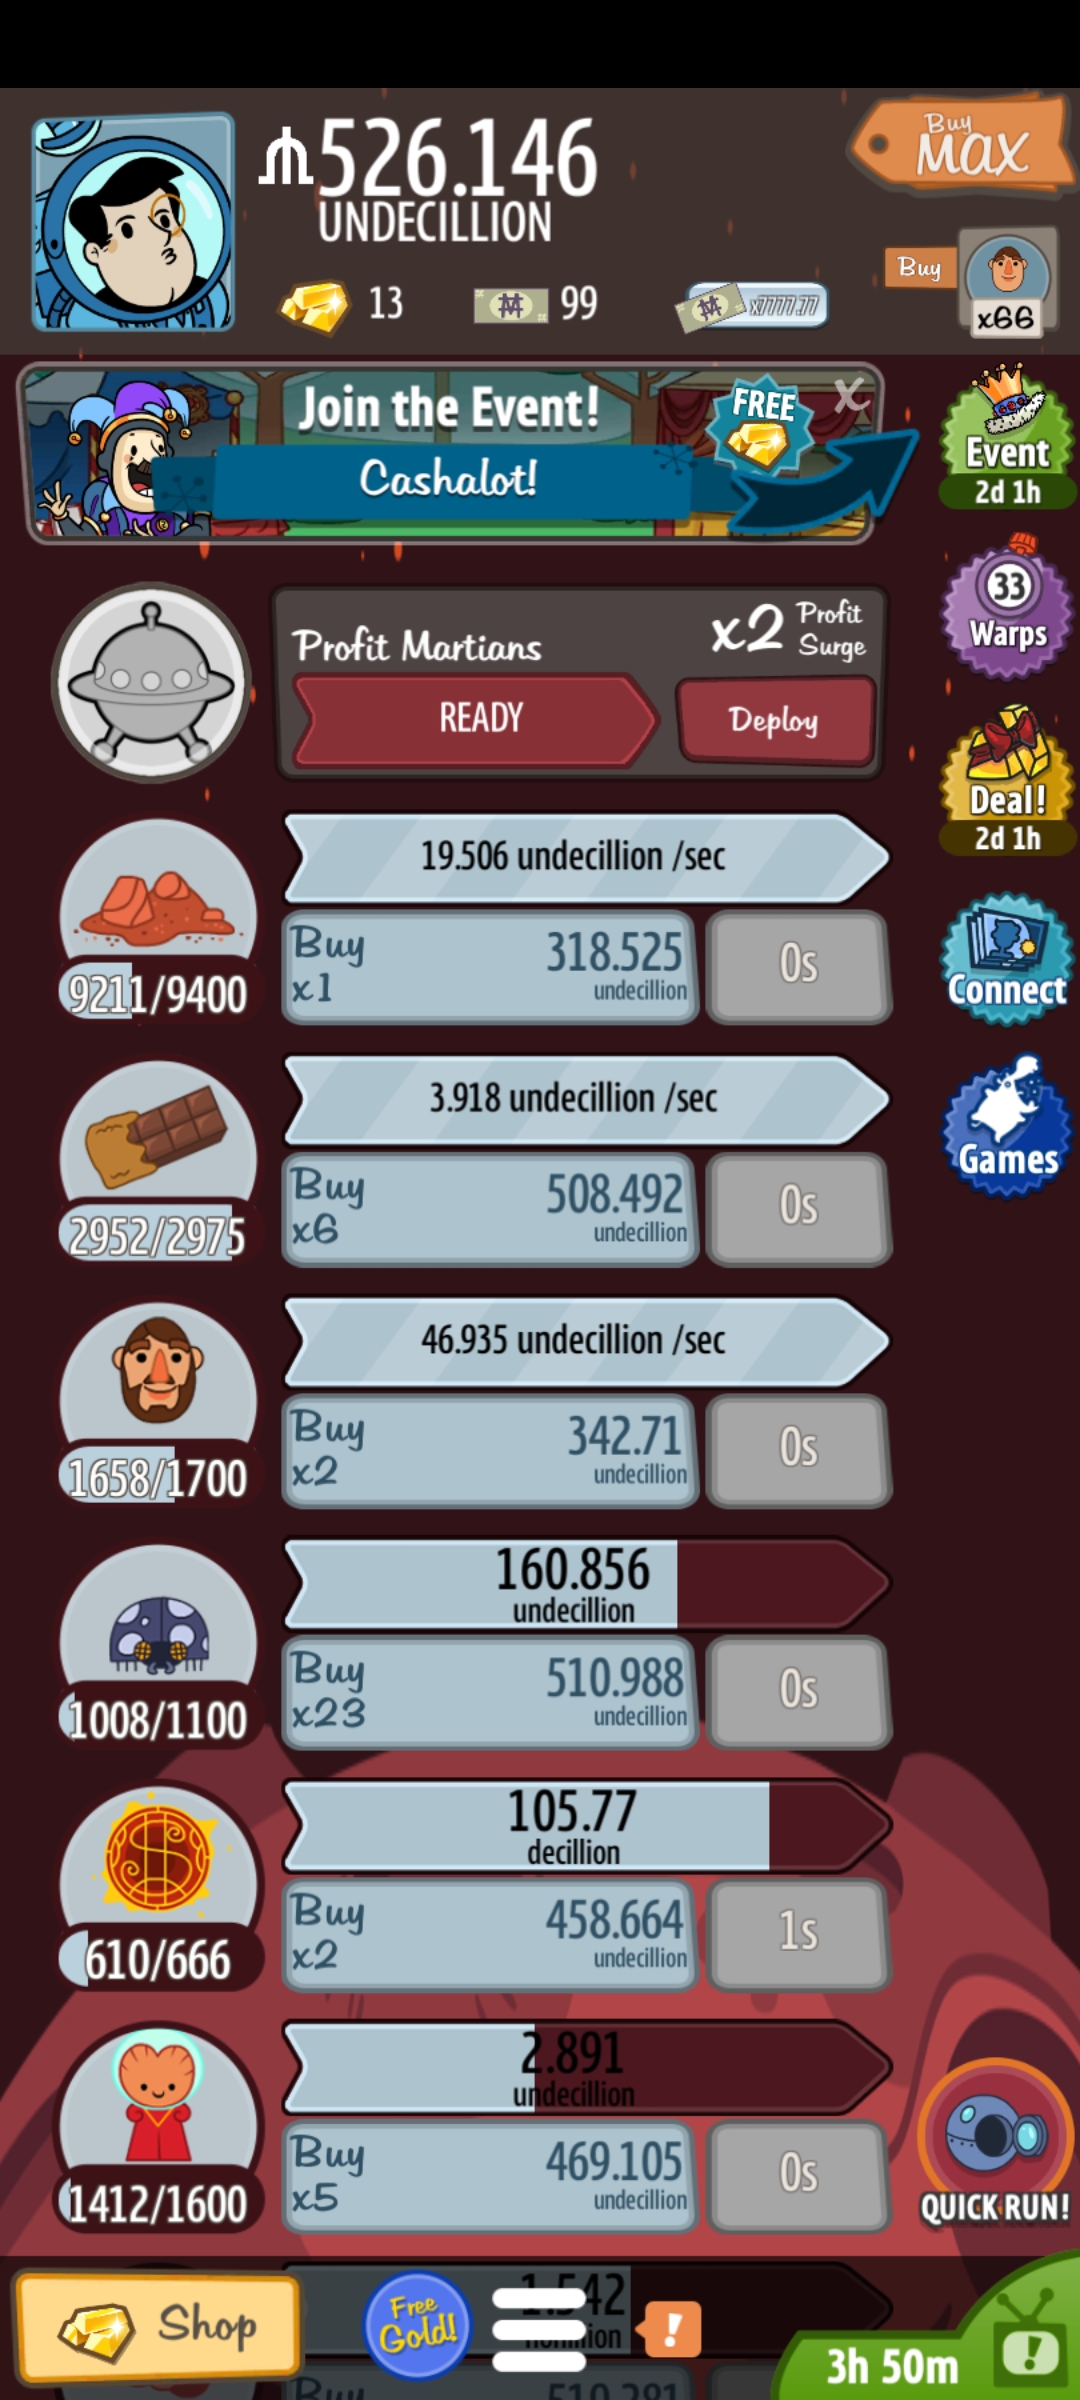 526.146
UNDECILLION
Buy
MAX
13
99
x7777.77
Buy
x66
Join the Event!
FREE
X
Cashalot!
Event
2d 1h
33
Warps
Profit Martians
x2 Profit
Surge
READY
Deploy
Deal!
2d 1h
19.506 undecillion /sec
Buy
x1
318.525
undecillion
0s
9211/9400
Connect
3.918 undecillion /sec
Buy
x6
508.492
undecillion
0s
2952/2975
Games
46.935 undecillion /sec
Buy
x2
342.71
undecillion
0s
1658/1700
160.856
undecillion
Buy
x23
510.988
undecillion
0s
1008/1100
105.77
decillion
Buy
x2
458.664
undecillion
1s
610/666
2.891
undecillion
Buy
x5
469.105
undecillion
0s
1412/1600
QUICK RUN!
Shop
Free
Gold!
!
3h 50m
!